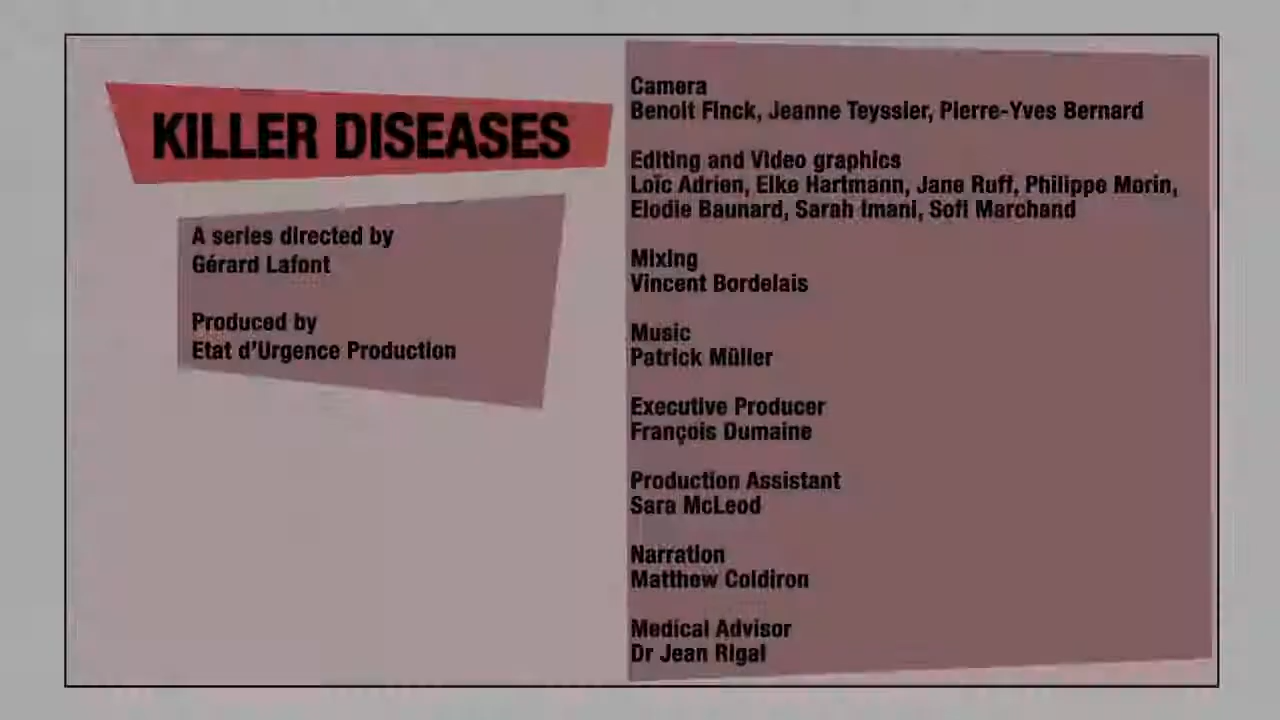 KILLER DISEASES
A series directed by
Gérard Lafont
Produced by
Etat d'Urgence Production
Camera
Benoit Finck, Jeanne Teyssier, Pierre-Yves Bernard
Editing and Video graphics
Loïc Adrien, Elke Hartmann, Jane Ruff, Philippe Morin,
Elodie Baunard, Sarah Imani, Sofi Marchand
Mixing
Vincent Bordelais
Music
Patrick Müller
Executive Producer
François Dumaine
Production Assistant
Sara McLeod
Narration
Matthew Coldiron
Medical Advisor
Dr Jean Rigal